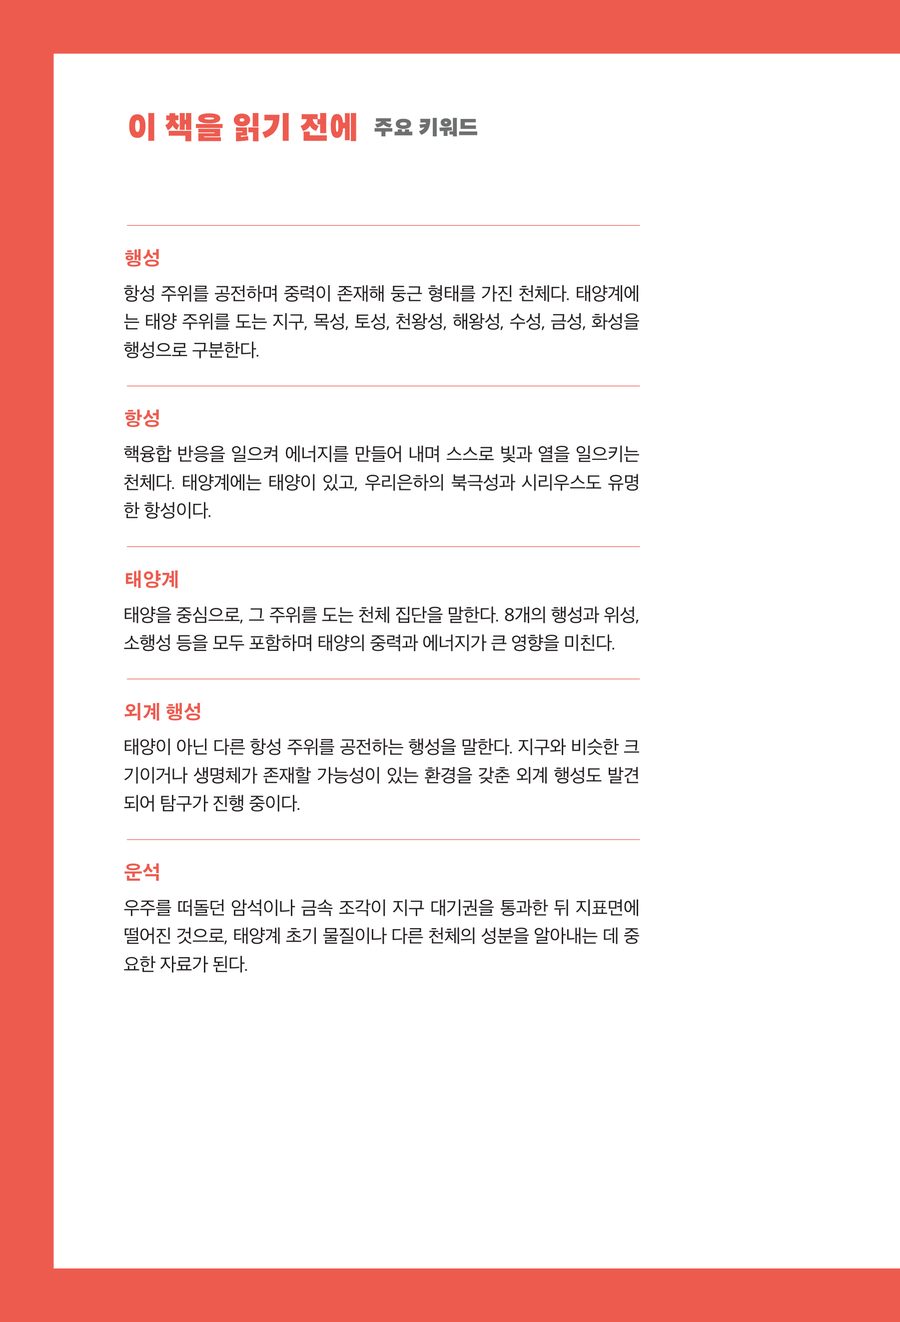 이 책을 읽기 전에 주요 키워드
행성
항성 주위를 공전하며 중력이 존재해 둥근 형태를 가진 천체다. 태양계에
는 태양 주위를 도는 지구, 목성, 토성, 천왕성, 해왕성, 수성, 금성, 화성을
행성으로 구분한다.
항성
핵융합 반응을 일으켜 에너지를 만들어 내며 스스로 빛과 열을 일으키는
천체다. 태양계에는 태양이 있고, 우리은하의 북극성과 시리우스도 유명
한 항성이다.
태양계
태양을 중심으로, 그 주위를 도는 천체 집단을 말한다. 8개의 행성과 위성,
소행성 등을 모두 포함하며 태양의 중력과 에너지가 큰 영향을 미친다.
외계 행성
태양이 아닌 다른 항성 주위를 공전하는 행성을 말한다. 지구와 비슷한 크
기이거나 생명체가 존재할 가능성이 있는 환경을 갖춘 외계 행성도 발견
되어 탐구가 진행 중이다.
운석
우주를 떠돌던 암석이나 금속 조각이 지구 대기권을 통과한 뒤 지표면에
떨어진 것으로, 태양계 초기 물질이나 다른 천체의 성분을 알아내는 데 중
요한 자료가 된다.